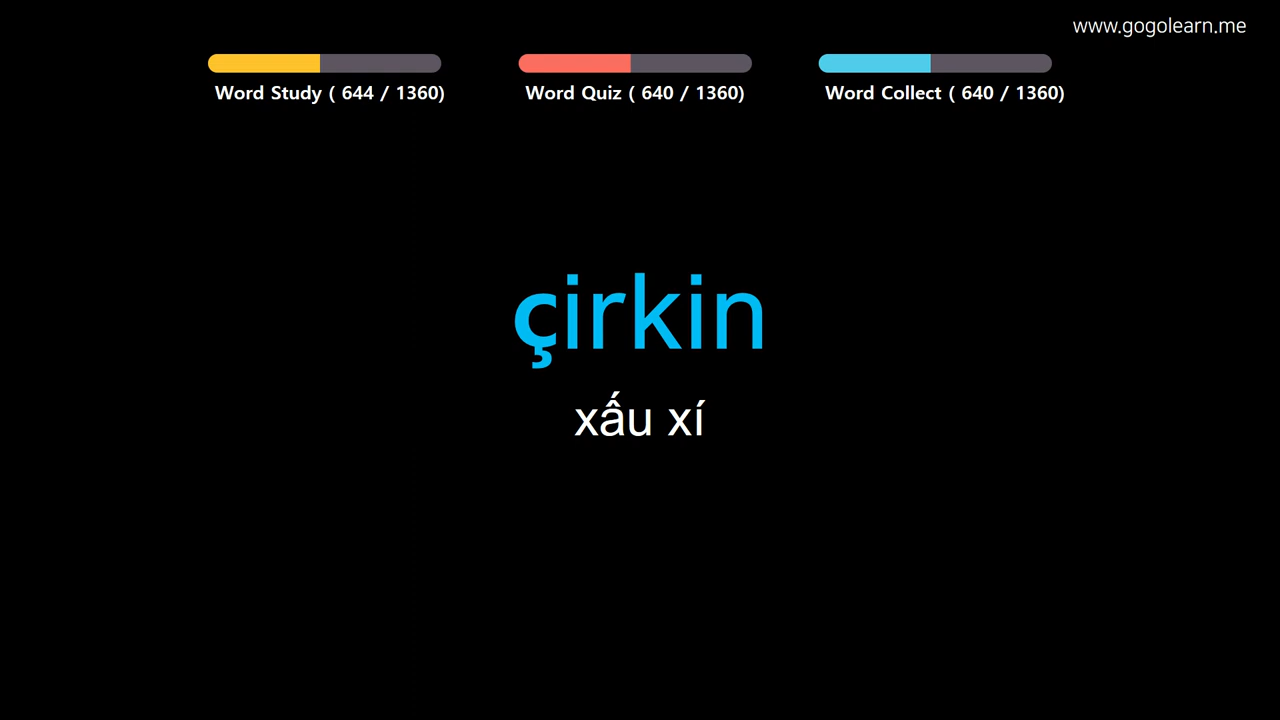 www.gogolearn.me
Word Study ( 644 / 1360)
Word Quiz ( 640 / 1360)
Word Collect ( 640 / 1360)
çirkin
xấu xí